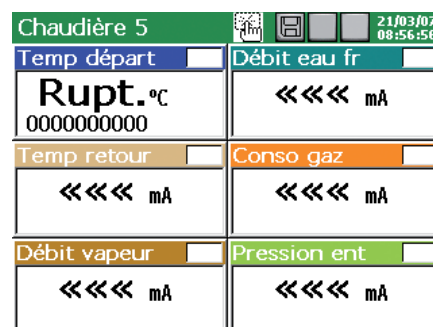 Chaudière 5
21/03/07
08:56:56
Temp départ
Débit eau fr
Rupt.°C
0000000000
««« mA
Temp retour
Conso gaz
««« mA
««« mA
Débit vapeur
Pression ent
««« mA
««« mA